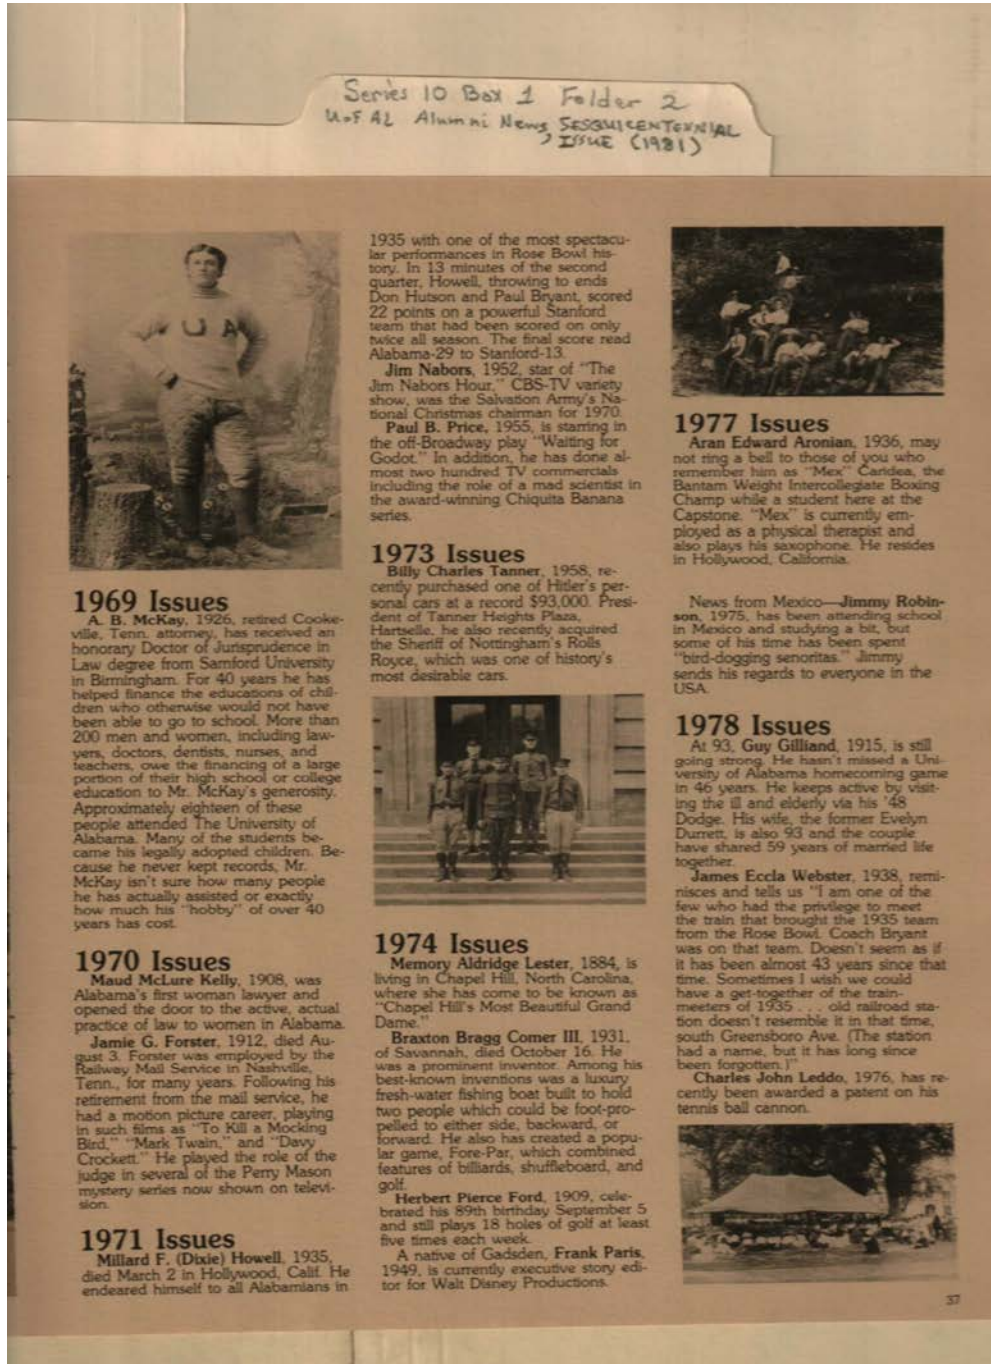 Series 10 Box 1 Folder 2
U of AL Alumni News, SESQUICENTENNIAL
ISSUE (1981)
UA
1969 Issues
A. B. McKay, 1926, retired Cooke-
ville, Tenn. attorney, has received an
honorary Doctor of Jurisprudence in
Law degree from Samford University
in Birmingham. For 40 years he has
helped finance the educations of chil-
dren who otherwise would not have
been able to go to school. More than
200 men and women, including law-
yers, doctors, dentists, nurses, and
teachers, owe the financing of a large
portion of their high school or college
education to Mr. McKay's generosity.
Approximately eighteen of these
people attended The University of
Alabama. Many of the students be-
came his legally adopted children. Be-
cause he never kept records, Mr.
McKay isn't sure how many people
he has actually assisted or exactly
how much his "hobby" of over 40
years has cost.
1970 Issues
Maud McLure Kelly, 1908, was
Alabama's first woman lawyer and
opened the door to the active, actual
practice of law to women in Alabama.
Jamie G. Forster, 1912, died Au-
gust 3. Forster was employed by the
Railway Mail Service in Nashville,
Tenn., for many years. Following his
retirement from the mail service, he
had a motion picture career, playing
in such films as "To Kill a Mocking
Bird," "Mark Twain," and "Davy
Crockett." He played the role of the
judge in several of the Perry Mason
mystery series now shown on televi-
sion.
1971 Issues
Millard F. (Dixie) Howell, 1935,
died March 2 in Hollywood, Calif. He
endeared himself to all Alabamians in
1935 with one of the most spectacu-
lar performances in Rose Bowl his-
tory. In 13 minutes of the second
quarter, Howell, throwing to ends
Don Hutson and Paul Bryant, scored
22 points on a powerful Stanford
team that had been scored on only
twice all season. The final score read
Alabama-29 to Stanford-13.
Jim Nabors, 1952, star of "The
Jim Nabors Hour," CBS-TV variety
show, was the Salvation Army's Na-
tional Christmas chairman for 1970.
Paul B. Price, 1955, is starring in
the off-Broadway play "Waiting for
Godot." In addition, he has done al-
most two hundred TV commercials
including the role of a mad scientist in
the award-winning Chiquita Banana
series.
1973 Issues
Billy Charles Tanner, 1958, re-
cently purchased one of Hitler's per-
sonal cars at a record $93,000. Presi-
dent of Tanner Heights Plaza,
Hartselle, he also recently acquired
the Sheriff of Nottingham's Rolls
Royce, which was one of history's
most desirable cars.
1974 Issues
Memory Aldridge Lester, 1884, is
living in Chapel Hill, North Carolina,
where she has come to be known as
"Chapel Hill's Most Beautiful Grand
Dame."
Braxton Bragg Comer III, 1931,
of Savannah, died October 16. He
was a prominent inventor. Among his
best-known inventions was a luxury
fresh-water fishing boat built to hold
two people which could be foot-pro-
pelled to either side, backward, or
forward. He also has created a popu-
lar game, Fore-Par, which combined
features of billiards, shuffleboard, and
golf.
Herbert Pierce Ford, 1909, cele-
brated his 89th birthday September 5
and still plays 18 holes of golf at least
five times each week.
A native of Gadsden, Frank Paris,
1949, is currently executive story edi-
tor for Walt Disney Productions.
1977 Issues
Aran Edward Aronian, 1936, may
not ring a bell to those of you who
remember him as "Mex" Caridea, the
Bantam Weight Intercollegiate Boxing
Champ while a student here at the
Capstone. "Mex" is currently em-
ployed as a physical therapist and
also plays his saxophone. He resides
in Hollywood, California.
News from Mexico—Jimmy Robin-
son, 1975, has been attending school
in Mexico and studying a bit, but
some of his time has been spent
"bird-dogging senoritas." Jimmy
sends his regards to everyone in the
USA.
1978 Issues
At 93, Guy Gilliand, 1915, is still
going strong. He hasn't missed a Uni-
versity of Alabama homecoming game
in 46 years. He keeps active by visit-
ing the ill and elderly via his '48
Dodge. His wife, the former Evelyn
Durrett, is also 93 and the couple
have shared 59 years of married life
together.
James Eccla Webster, 1938, remi-
nisces and tells us "I am one of the
few who had the privilege to meet
the train that brought the 1935 team
from the Rose Bowl. Coach Bryant
was on that team. Doesn't seem as if
it has been almost 43 years since that
time. Sometimes I wish we could
have a get-together of the train-
meeters of 1935 . . . old railroad sta-
tion doesn't resemble it in that time,
south Greensboro Ave. (The station
had a name, but it has long since
been forgotten.)"
Charles John Leddo, 1976, has re-
cently been awarded a patent on his
tennis ball cannon.
37